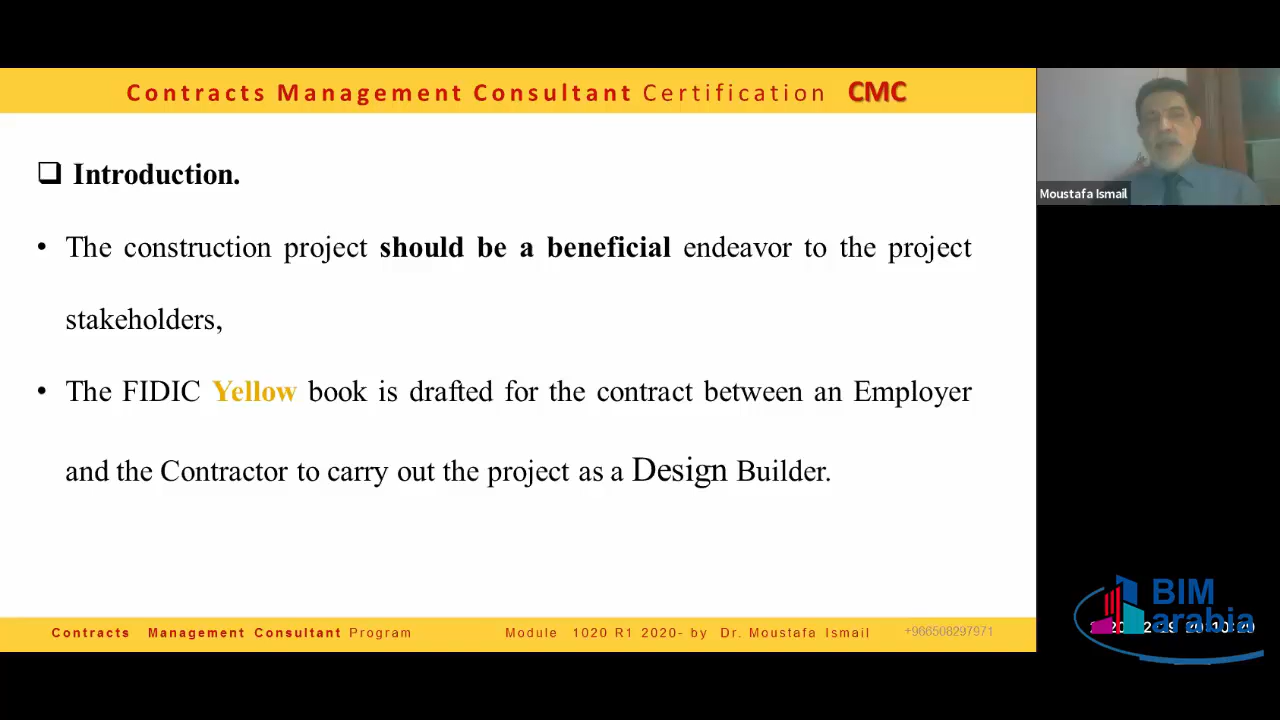 Contracts Management Consultant Certification CMC
Introduction.
• The construction project should be a beneficial endeavor to the project
stakeholders,
• The FIDIC Yellow book is drafted for the contract between an Employer
and the Contractor to carry out the project as a Design Builder.
Contracts Management Consultant Program
Module 1020 R1 2020- by Dr. Moustafa Ismail
+966508297971
Moustafa Ismail
BIM
arabia